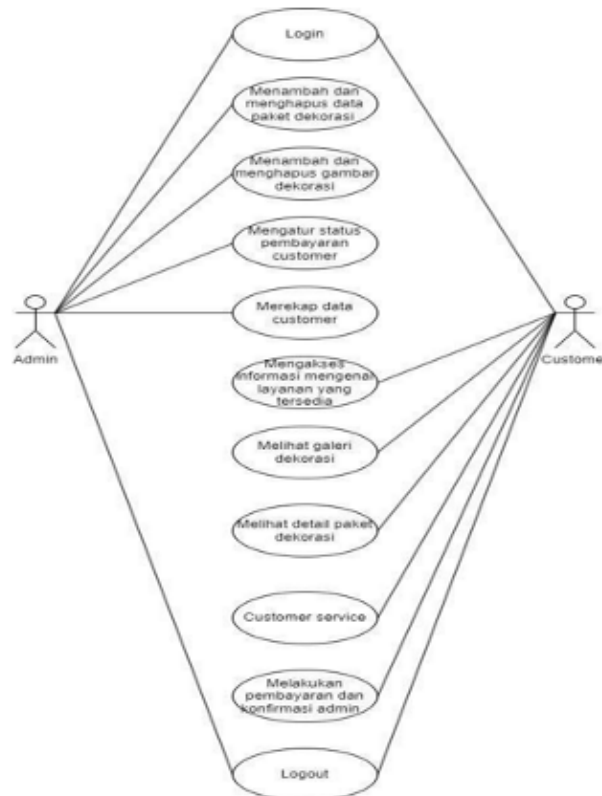 Login
Menambah dan
menghapus data
paket dekorasi
Menambah dan
menghapus gambar
dekorasi
Mengatur status
pembayaran
customer
Merekap data
customer
Admin
Custome
Mengakses
informasi mengenai
layanan yang
tersedia
Melihat galeri
dekorasi
Melihat detail paket
dekorasi
Customer service
Melakukan
pembayaran dan
konfirmasi admin
Logout